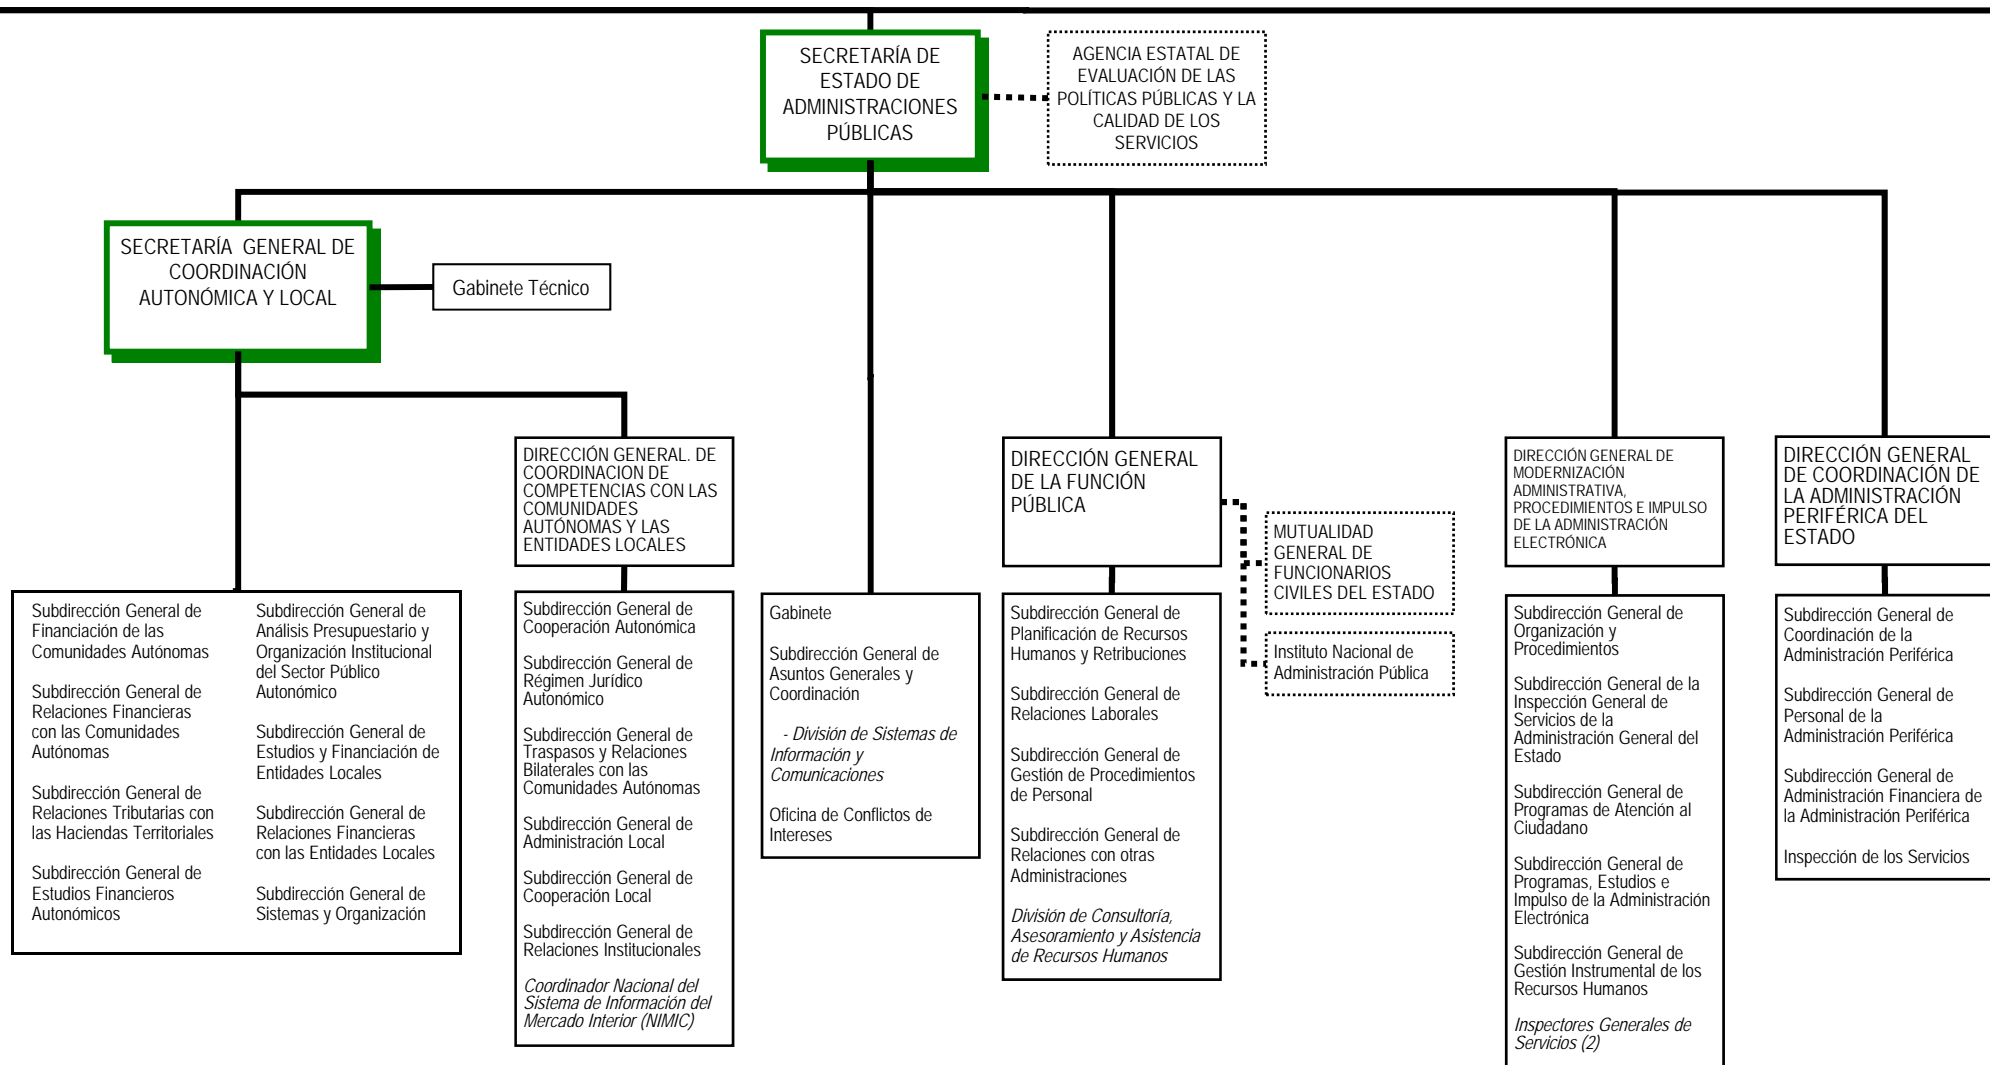 SECRETARÍA DE
ESTADO DE
ADMINISTRACIONES
PÚBLICAS
AGENCIA ESTATAL DE
EVALUACIÓN DE LAS
POLÍTICAS PÚBLICAS Y LA
CALIDAD DE LOS
SERVICIOS
SECRETARÍA GENERAL DE
COORDINACIÓN
AUTONÓMICA Y LOCAL
Gabinete Técnico
DIRECCIÓN GENERAL. DE
COORDINACION DE
COMPETENCIAS CON LAS
COMUNIDADES
AUTÓNOMAS Y LAS
ENTIDADES LOCALES
DIRECCIÓN GENERAL
DE LA FUNCIÓN
PÚBLICA
MUTUALIDAD
GENERAL DE
FUNCIONARIOS
CIVILES DEL ESTADO
Instituto Nacional de
Administración Pública
DIRECCIÓN GENERAL DE
MODERNIZACIÓN
ADMINISTRATIVA,
PROCEDIMIENTOS E IMPULSO
DE LA ADMINISTRACIÓN
ELECTRÓNICA
DIRECCIÓN GENERAL
DE COORDINACIÓN DE
LA ADMINISTRACIÓN
PERIFÉRICA DEL
ESTADO
Subdirección General de
Financiación de las
Comunidades Autónomas
Subdirección General de
Relaciones Financieras
con las Comunidades
Autónomas
Subdirección General de
Relaciones Tributarias con
las Haciendas Territoriales
Subdirección General de
Estudios Financieros
Autonómicos
Subdirección General de
Análisis Presupuestario y
Organización Institucional
del Sector Público
Autonómico
Subdirección General de
Estudios y Financiación de
Entidades Locales
Subdirección General de
Relaciones Financieras
con las Entidades Locales
Subdirección General de
Sistemas y Organización
Subdirección General de
Cooperación Autonómica
Subdirección General de
Régimen Jurídico
Autonómico
Subdirección General de
Traspasos y Relaciones
Bilaterales con las
Comunidades Autónomas
Subdirección General de
Administración Local
Subdirección General de
Cooperación Local
Subdirección General de
Relaciones Institucionales
Coordinador Nacional del
Sistema de Información del
Mercado Interior (NIMIC)
Gabinete
Subdirección General de
Asuntos Generales y
Coordinación
- División de Sistemas de
Información y
Comunicaciones
Oficina de Conflictos de
Intereses
Subdirección General de
Planificación de Recursos
Humanos y Retribuciones
Subdirección General de
Relaciones Laborales
Subdirección General de
Gestión de Procedimientos
de Personal
Subdirección General de
Relaciones con otras
Administraciones
División de Consultoría,
Asesoramiento y Asistencia
de Recursos Humanos
Subdirección General de
Organización y
Procedimientos
Subdirección General de la
Inspección General de
Servicios de la
Administración General del
Estado
Subdirección General de
Programas de Atención al
Ciudadano
Subdirección General de
Programas, Estudios e
Impulso de la Administración
Electrónica
Subdirección General de
Gestión Instrumental de los
Recursos Humanos
Inspectores Generales de
Servicios (2)
Subdirección General de
Coordinación de la
Administración Periférica
Subdirección General de
Personal de la
Administración Periférica
Subdirección General de
Administración Financiera de
la Administración Periférica
Inspección de los Servicios